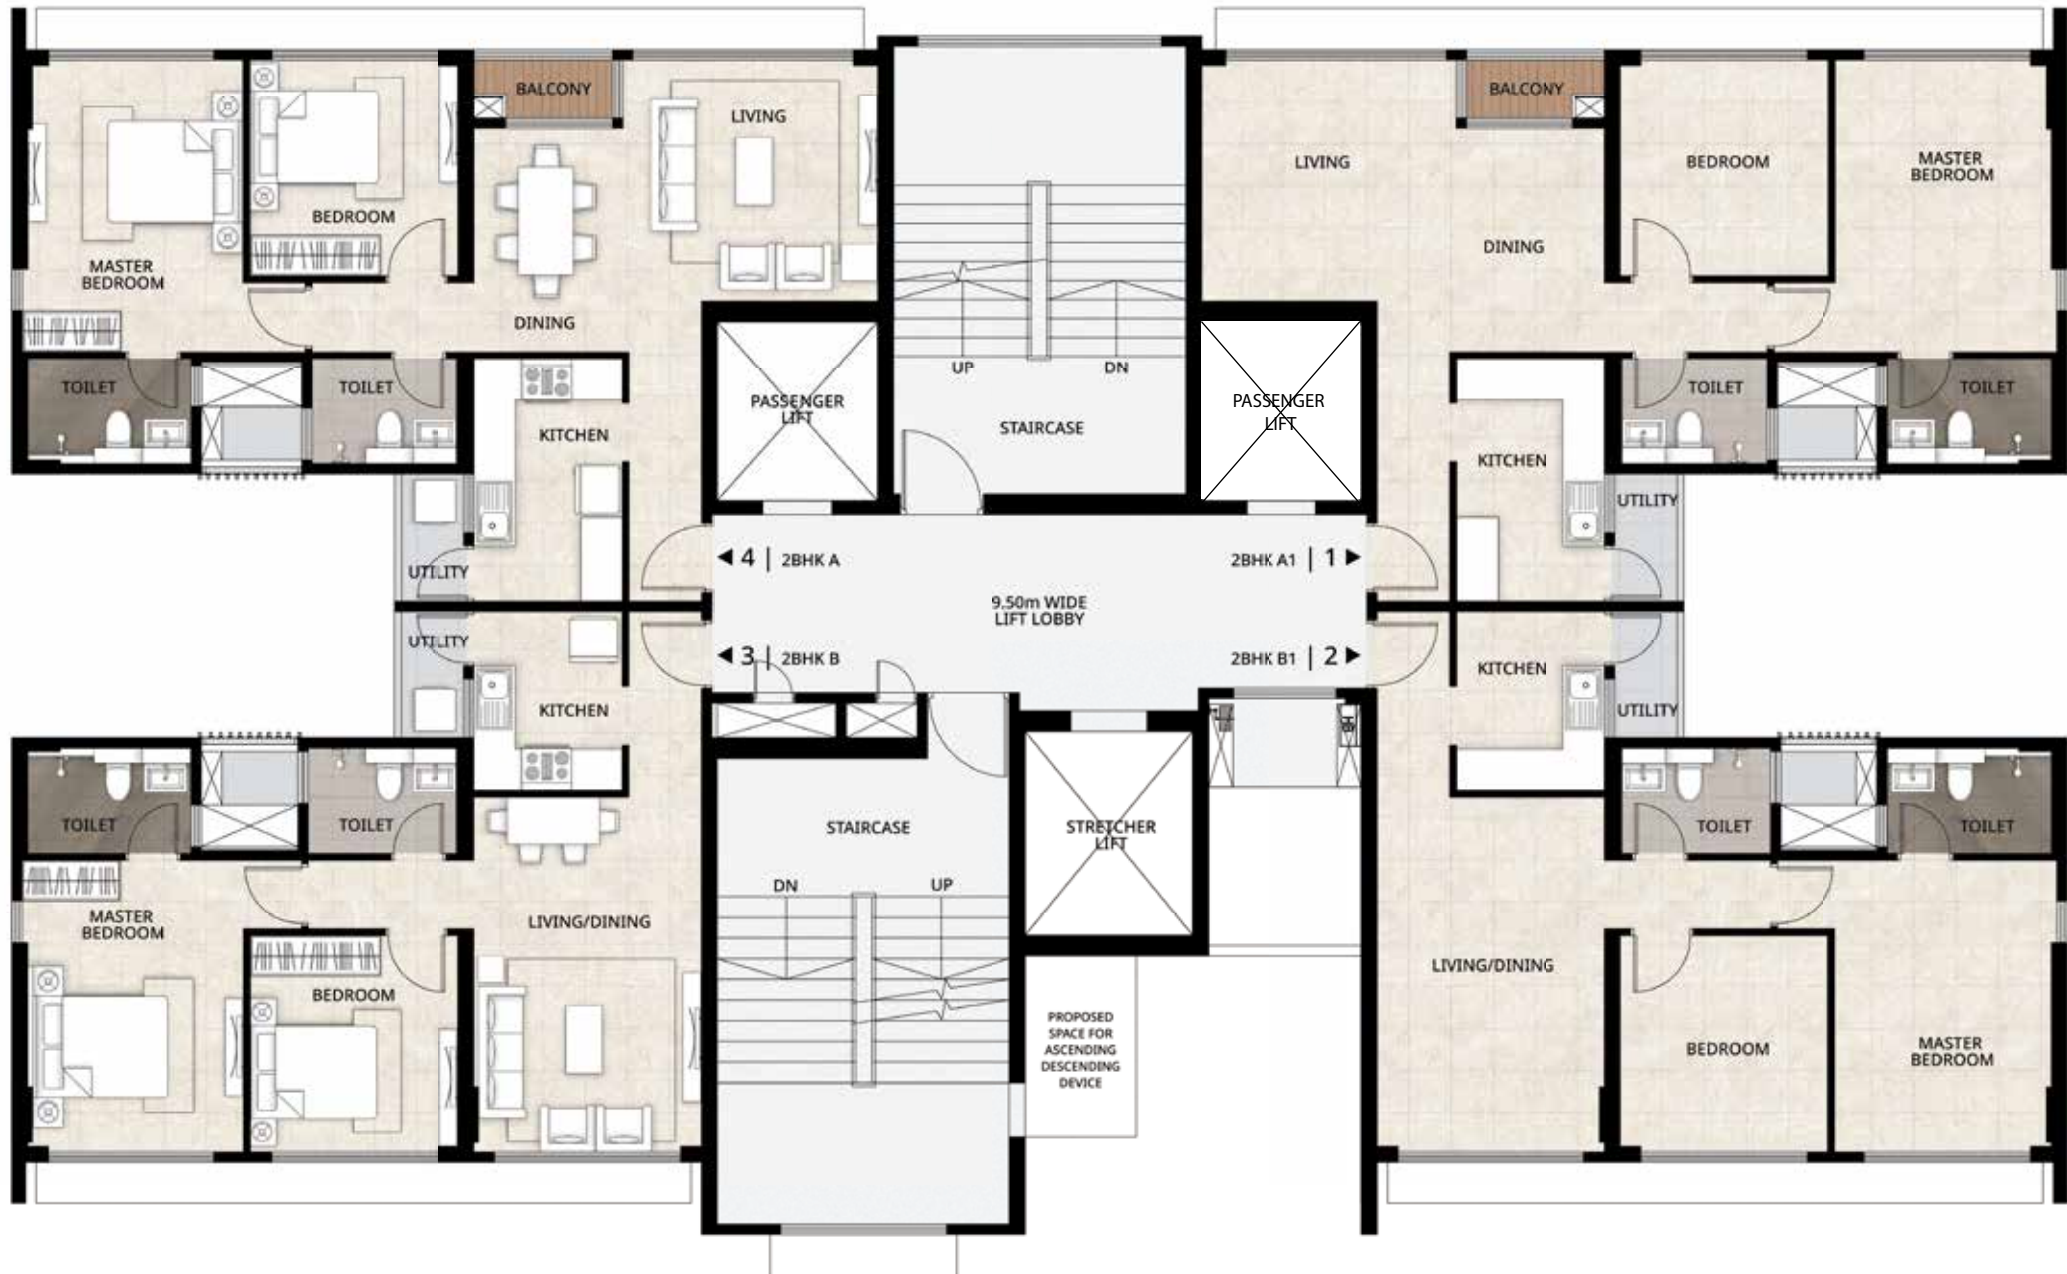 BALCONY
LIVING
BEDROOM
MASTER
BEDROOM
DINING
TOILET
TOILET
KITCHEN
UTILITY
PASSENGER
LIFT
UP
DN
STAIRCASE
PASSENGER
LIFT
BALCONY
LIVING
DINING
BEDROOM
MASTER
BEDROOM
TOILET
TOILET
KITCHEN
UTILITY
4 | 2BHK A
2BHK A1 | 1
9.50m WIDE
LIFT LOBBY
3 | 2BHK B
2BHK B1 | 2
UTILITY
KITCHEN
TOILET
TOILET
MASTER
BEDROOM
BEDROOM
LIVING/DINING
STAIRCASE
DN
UP
STRETCHER
LIFT
PROPOSED
SPACE FOR
ASCENDING
DESCENDING
DEVICE
KITCHEN
UTILITY
TOILET
TOILET
LIVING/DINING
BEDROOM
MASTER
BEDROOM